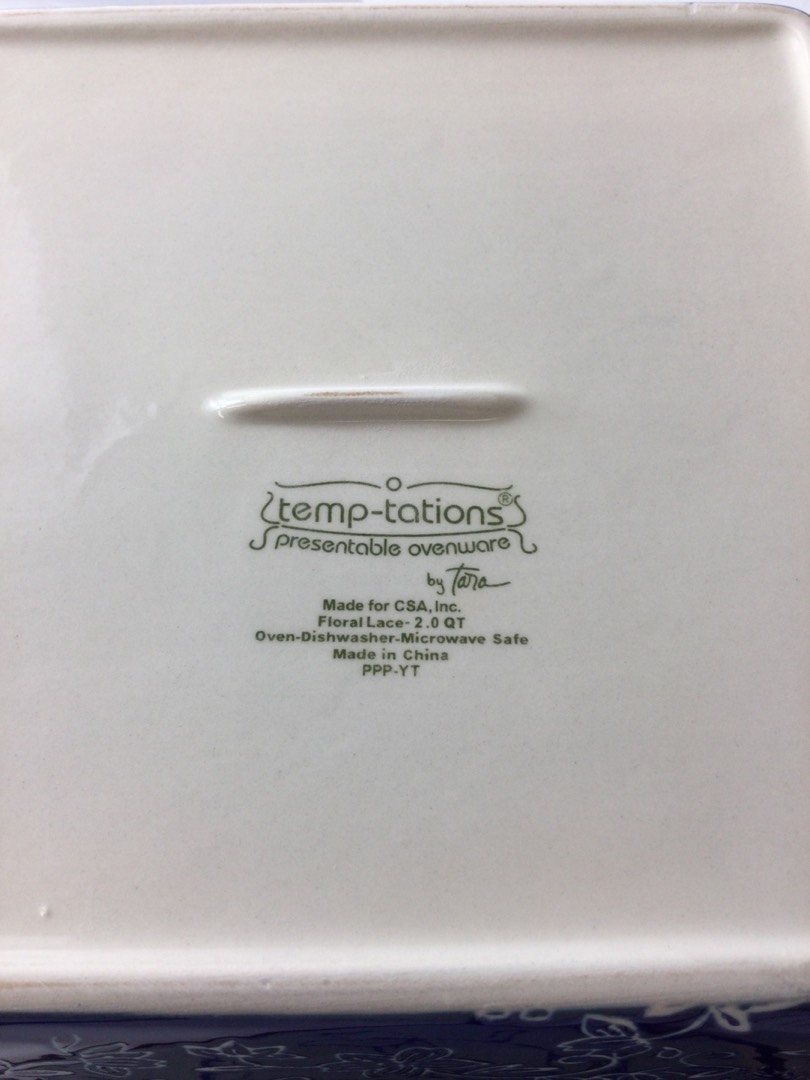 temp-tations®
presentable ovenware
by Tara
Made for CSA, Inc.
Floral Lace- 2.0 QT
Oven-Dishwasher-Microwave Safe
Made in China
PPP-YT